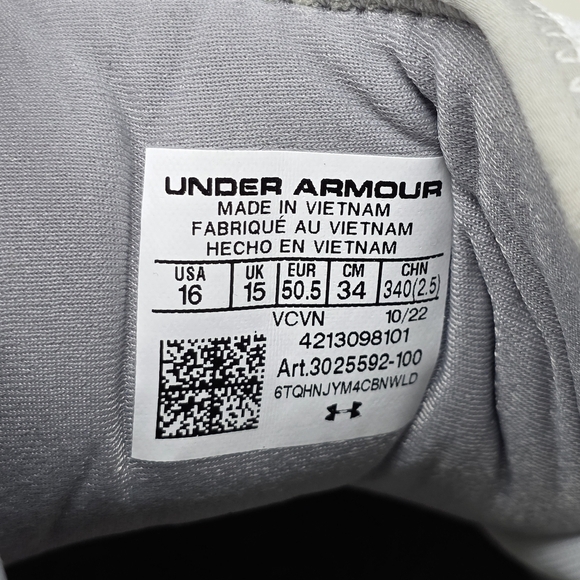 UNDER ARMOUR
MADE IN VIETNAM
FABRIQUÉ AU VIETNAM
HECHO EN VIETNAM
USA UK EUR CM CHN
16 15 50.5 34 340(2.5)
VCVN 10/22
4213098101
Art.3025592-100
6TQHNJYM4CBNWLD